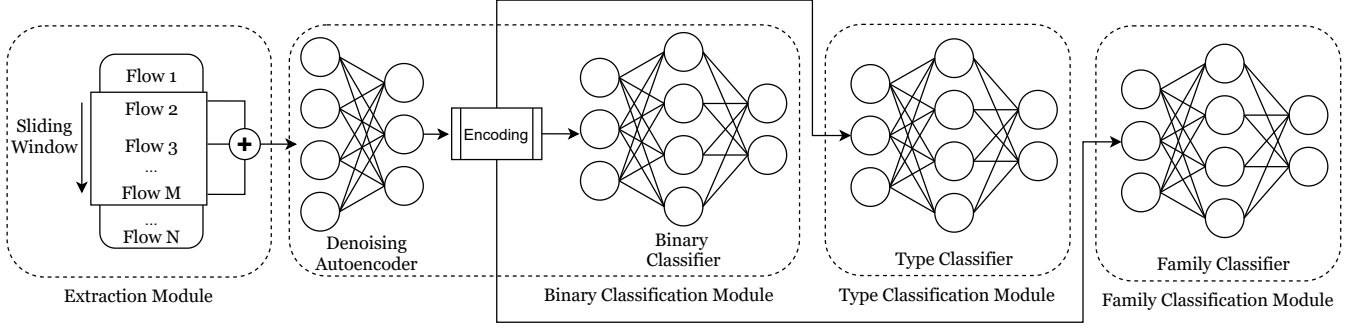 Flow 1
Flow 2
Flow 3
...
Flow M
...
Flow N
Sliding
Window
Extraction Module
Denoising
Autoencoder
Encoding
Binary
Classifier
Binary Classification Module
Type Classifier
Type Classification Module
Family Classifier
Family Classification Module